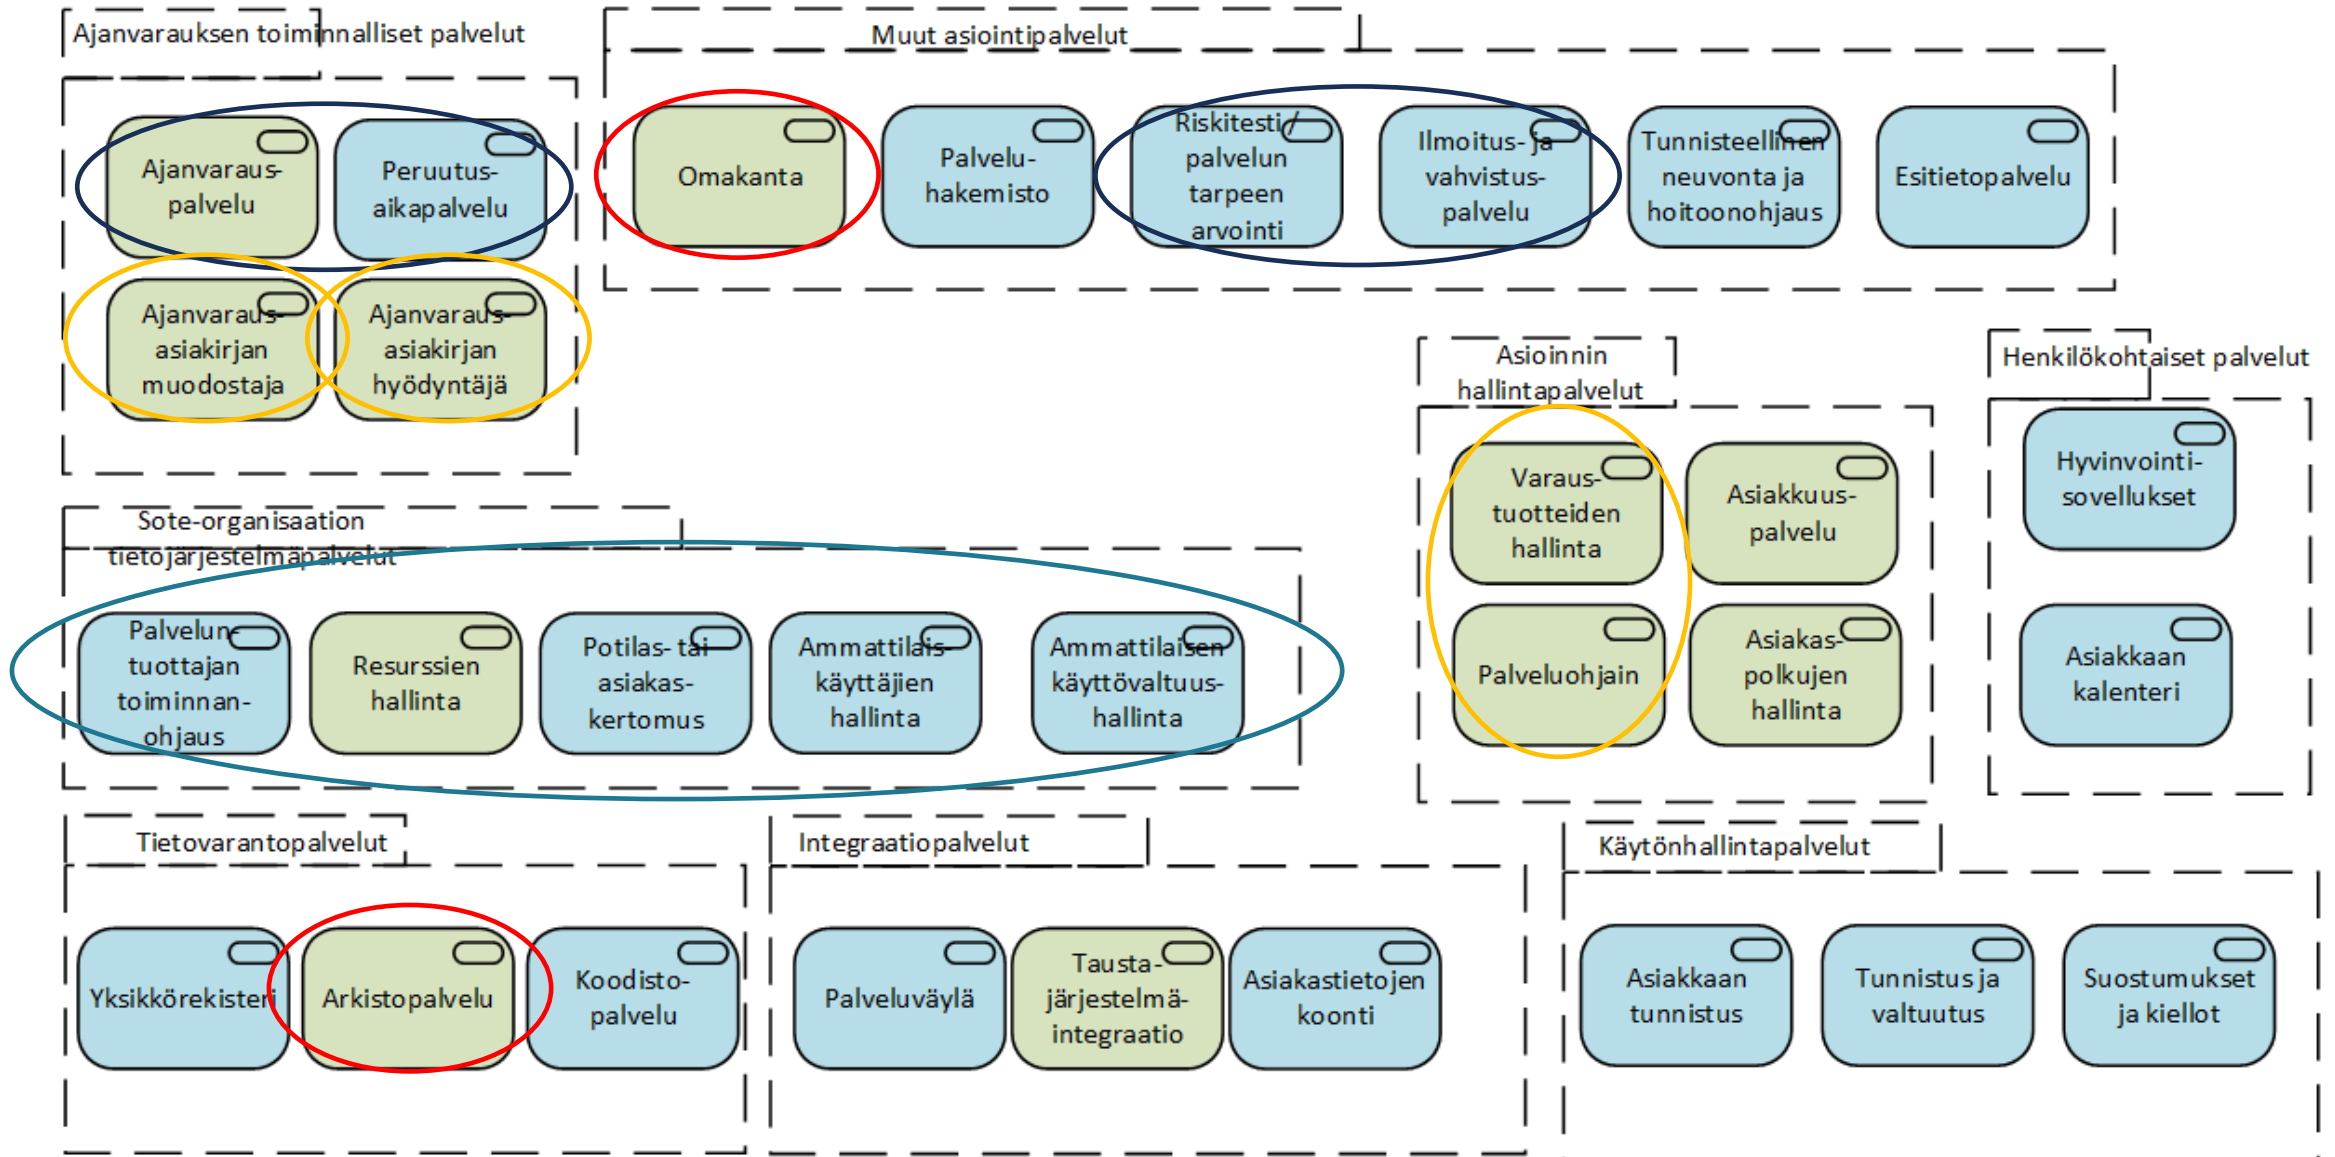 Ajanvarauksen toiminnalliset palvelut
Ajanvaraus-
palvelu
Peruutus-
aikapalvelu
Ajanvaraus-
asiakirjan
muodostaja
Ajanvaraus-
asiakirjan
hyödyntäjä
Muut asiointipalvelut
Omakanta
Palvelu-
hakemisto
Riskitesti /
palvelun
tarpeen
arvointi
Ilmoitus- ja
vahvistus-
palvelu
Tunnisteellinen
neuvonta ja
hoitoonohjaus
Esitietopalvelu
Sote-organisaation
tietojärjestelmäpalvelut
Palvelun-
tuottajan
toiminnan-
ohjaus
Resurssien
hallinta
Potilas- tai
asiakas-
kertomus
Ammattilais-
käyttäjien
hallinta
Ammattilaisen
käyttövaltuus-
hallinta
Asioinnin
hallintapalvelut
Varaus-
tuotteiden
hallinta
Asiakkuus-
palvelu
Palveluohjain
Asiakas-
polkujen
hallinta
Henkilökohtaiset palvelut
Hyvinvointi-
sovellukset
Asiakkaan
kalenteri
Tietovarantopalvelut
Yksikkörekisteri
Arkistopalvelu
Koodisto-
palvelu
Integraatiopalvelut
Palveluväylä
Tausta-
järjestelmä-
integraatio
Asiakastietojen
koonti
Käytönhallintapalvelut
Asiakkaan
tunnistus
Tunnistus ja
valtuutus
Suostumukset
ja kiellot